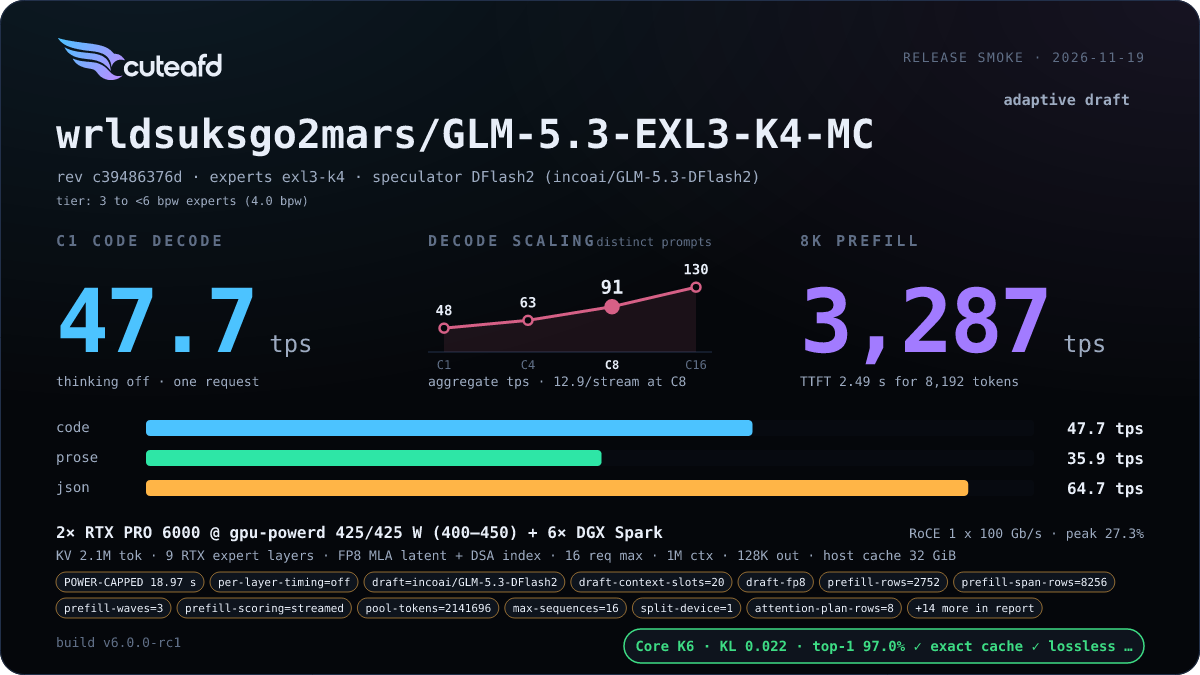 cuteafd
RELEASE SMOKE · 2026-11-19
adaptive draft
wrldsuksgo2mars/GLM-5.3-EXL3-K4-MC
rev c39486376d · experts exl3-k4 · speculator DFlash2 (incoai/GLM-5.3-DFlash2)
tier: 3 to <6 bpw experts (4.0 bpw)
C1 CODE DECODE
47.7 tps
thinking off · one request
DECODE SCALING distinct prompts
48 63 91 130
C1 C4 C8 C16
aggregate tps · 12.9/stream at C8
8K PREFILL
3,287 tps
TTFT 2.49 s for 8,192 tokens
code 47.7 tps
prose 35.9 tps
json 64.7 tps
2× RTX PRO 6000 @ gpu-powerd 425/425 W (400–450) + 6× DGX Spark
RoCE 1 x 100 Gb/s · peak 27.3%
KV 2.1M tok · 9 RTX expert layers · FP8 MLA latent + DSA index · 16 req max · 1M ctx · 128K out · host cache 32 GiB
POWER-CAPPED 18.97 s per-layer-timing=off draft=incoai/GLM-5.3-DFlash2 draft-context-slots=20 draft-fp8 prefill-rows=2752 prefill-span-rows=8256
prefill-waves=3 prefill-scoring=streamed pool-tokens=2141696 max-sequences=16 split-device=1 attention-plan-rows=8 +14 more in report
build v6.0.0-rc1
Core K6 · KL 0.022 · top-1 97.0% ✓ exact cache ✓ lossless …